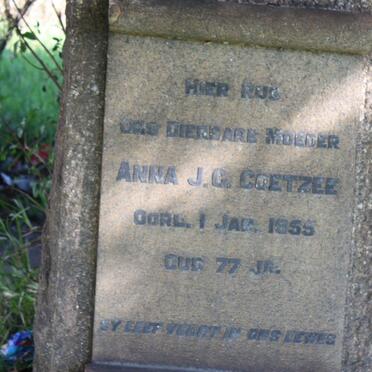 HIER RUS
ONS DIERBARE MOEDER
ANNA J.C. COETZEE
OORL. 1 JAN. 1955
OUD 77 JR.
SY LEEF VOORT IN ONS LEWES